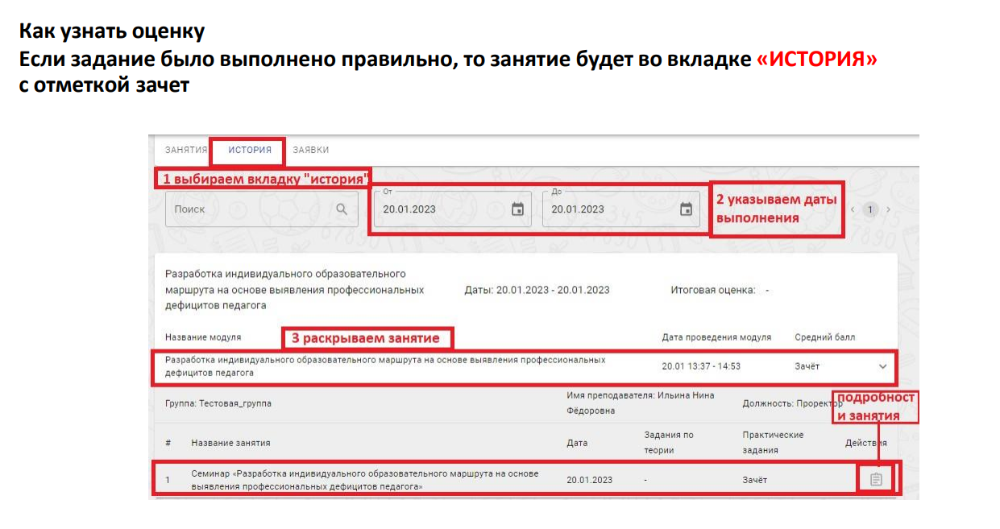 Как узнать оценку
Если задание было выполнено правильно, то занятие будет во вкладке «ИСТОРИЯ»
с отметкой зачет
ЗАНЯТИЯ ИСТОРИЯ ЗАЯВКИ
1 выбираем вкладку "история"
Поиск
От
20.01.2023
До
20.01.2023
2 указываем даты
выполнения
< 1 >
Разработка индивидуального образовательного
маршрута на основе выявления профессиональных
дефицитов педагога
Даты: 20.01.2023 - 20.01.2023
Итоговая оценка: -
Название модуля
3 раскрываем занятие
Дата проведения модуля
Средний балл
Разработка индивидуального образовательного маршрута на основе выявления профессиональных
дефицитов педагога
20.01 13:37 - 14:53
Зачёт
Группа: Тестовая_группа
Имя преподавателя: Ильина Нина
Фёдоровна
Должность: Проректор
подробност
и занятия
# Название занятия
Дата
Задания по
теории
Практические
задания
Действия
1
Семинар «Разработка индивидуального образовательного маршрута на основе
выявления профессиональных дефицитов педагога»
20.01.2023
-
Зачёт